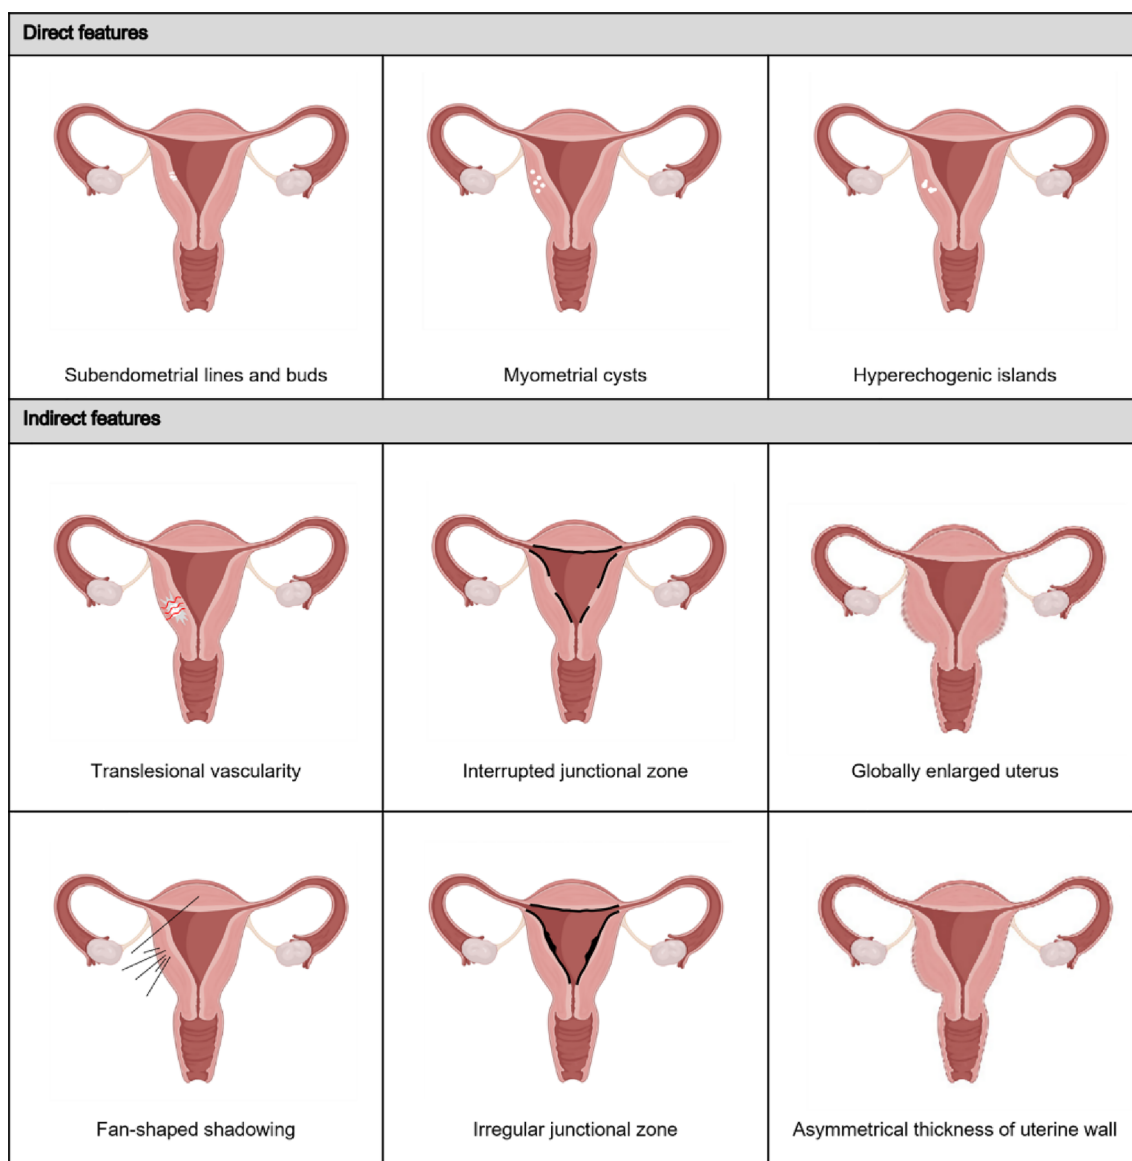 Direct features
Subendometrial lines and buds
Myometrial cysts
Hyperechogenic islands
Indirect features
Translesional vascularity
Interrupted junctional zone
Globally enlarged uterus
Fan-shaped shadowing
Irregular junctional zone
Asymmetrical thickness of uterine wall